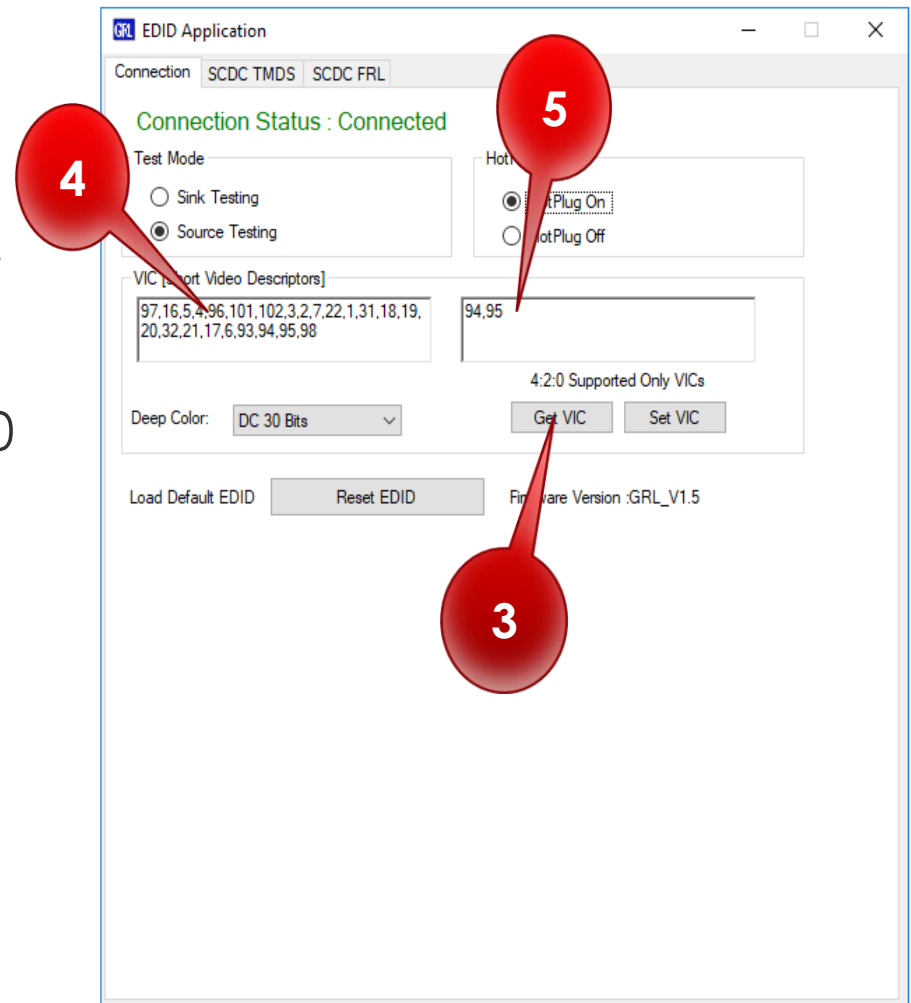 GRL EDID Application
Connection SCDC TMDS SCDC FRL
5
Connection Status : Connected
4
Test Mode
Sink Testing
HotPlug On
Source Testing
HotPlug Off
VIC [Short Video Descriptors]
97,16,5,4,96,101,102,3,2,7,22,1,31,18,19,
20,32,21,17,6,93,94,95,98
94,95
4:2:0 Supported Only VICs
0
Deep Color: DC 30 Bits
Get VIC Set VIC
Load Default EDID Reset EDID Firmware Version :GRL_V1.5
3